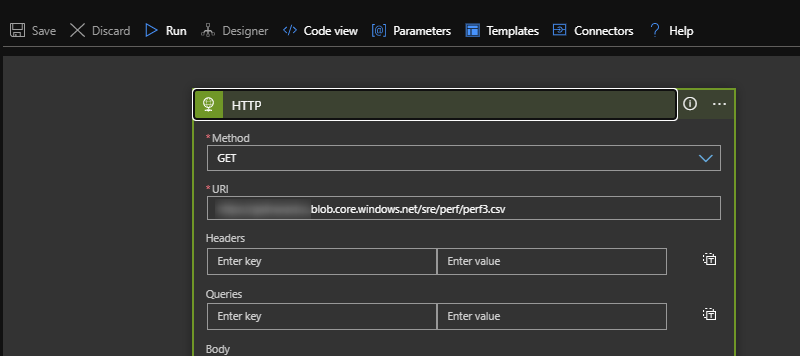 Save Discard Run Designer Code view Parameters Templates Connectors Help
HTTP
*Method
GET
*URI
blob.core.windows.net/sre/perf/perf3.csv
Headers
Enter key Enter value
Queries
Enter key Enter value
Body